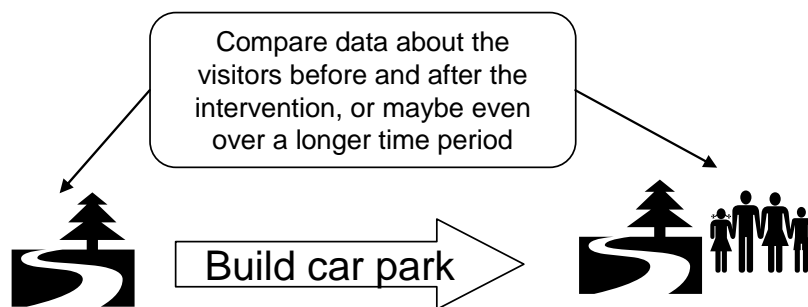 Compare data about the
visitors before and after the
intervention, or maybe even
over a longer time period
Build car park